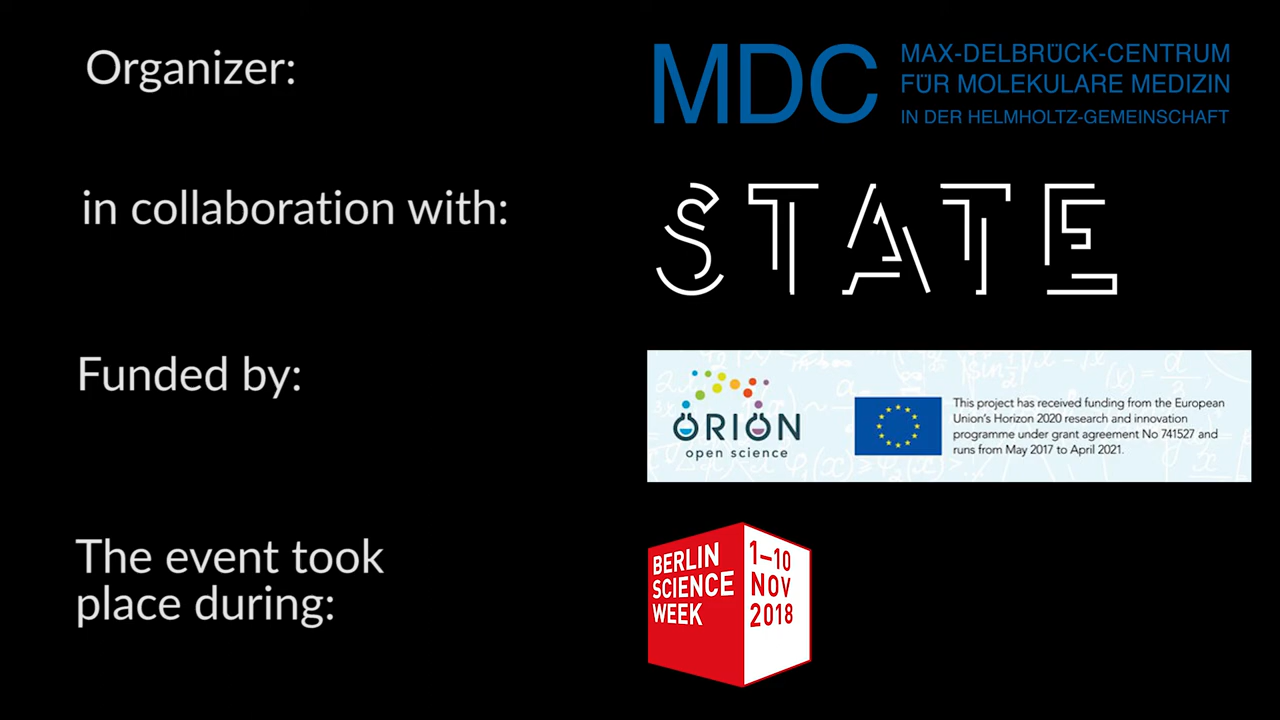 Organizer:
MDC
MAX-DELBRÜCK-CENTRUM
FÜR MOLEKULARE MEDIZIN
IN DER HELMHOLTZ-GEMEINSCHAFT
in collaboration with:
STATE
Funded by:
ORION
open science
This project has received funding from the European
Union's Horizon 2020 research and innovation
programme under grant agreement No 741527 and
runs from May 2017 to April 2021.
The event took
place during:
BERLIN
SCIENCE
WEEK
1–10
NOV
2018